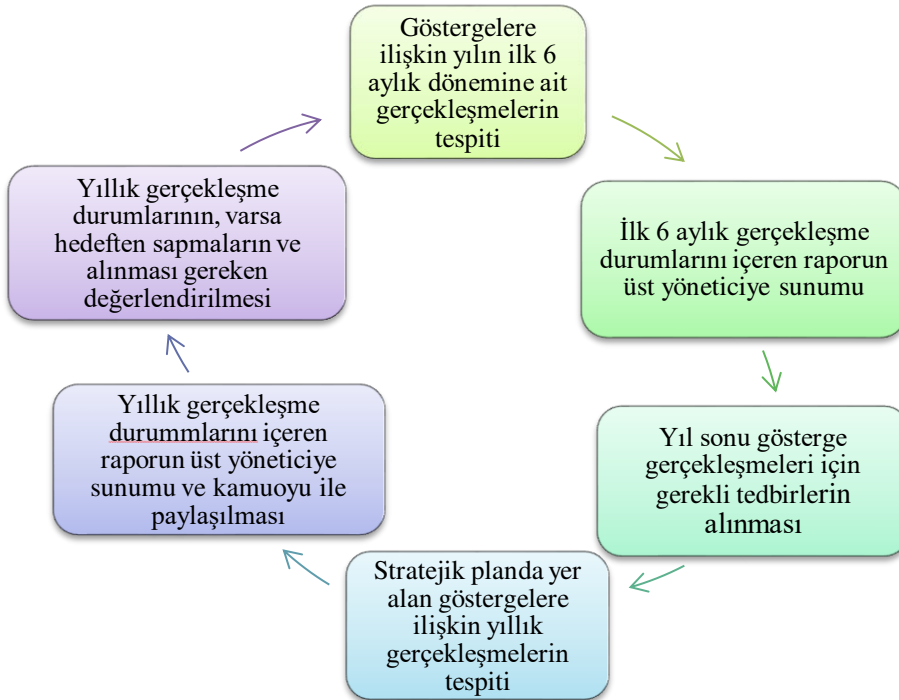 Göstergelere
ilişkin yılın ilk 6
aylık dönemine ait
gerçekleşmelerin
tespiti
İlk 6 aylık gerçekleşme
durumlarını içeren raporun
üst yöneticiye sunumu
Yıl sonu gösterge
gerçekleşmeleri için
gerekli tedbirlerin
alınması
Stratejik planda yer
alan göstergelere
ilişkin yıllık
gerçekleşmelerin
tespiti
Yıllık gerçekleşme
durummlarını içeren
raporun üst yöneticiye
sunumu ve kamuoyu ile
paylaşılması
Yıllık gerçekleşme
durumlarının, varsa
hedeften sapmaların ve
alınması gereken
değerlendirilmesi